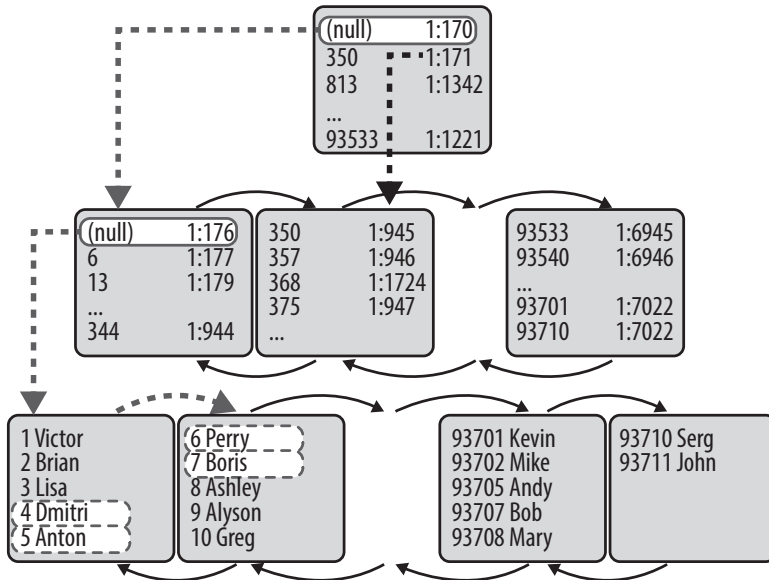 (null) 1:170
350 1:171
813 1:1342
...
93533 1:1221
(null) 1:176
6 1:177
13 1:179
...
344 1:944
350 1:945
357 1:946
368 1:1724
375 1:947
...
93533 1:6945
93540 1:6946
...
93701 1:7022
93710 1:7022
1 Victor
2 Brian
3 Lisa
4 Dmitri
5 Anton
6 Perry
7 Boris
8 Ashley
9 Alyson
10 Greg
93701 Kevin
93702 Mike
93705 Andy
93707 Bob
93708 Mary
93710 Serg
93711 John